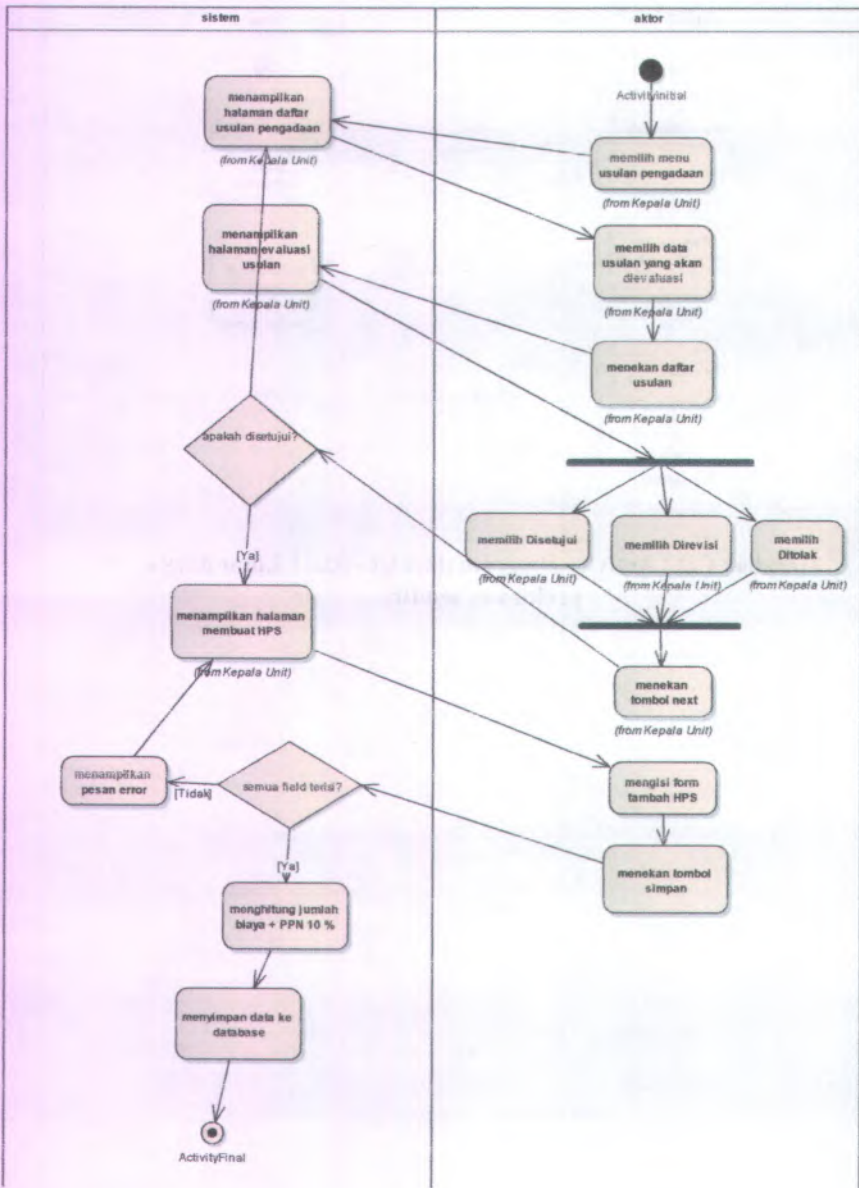 sistem
aktor
ActivityInitial
menampilkan
halaman daftar
usulan pengadaan
(from Kepala Unit)
memilih menu
usulan pengadaan
(from Kepala Unit)
menampilkan
halaman evaluasi
usulan
(from Kepala Unit)
memilih data
usulan yang akan
dievaluasi
(from Kepala Unit)
menekan daftar
usulan
(from Kepala Unit)
apakah disetujui?
memilih Disetujui
(from Kepala Unit)
memilih Direvisi
(from Kepala Unit)
memilih
Ditolak
(from Kepala Unit)
[Ya]
menampilkan halaman
membuat HPS
(from Kepala Unit)
menekan
tombol next
(from Kepala Unit)
menampilkan
pesan error
[Tidak]
semua field terisi?
mengisi form
tambah HPS
[Ya]
menekan tombol
simpan
menghitung jumlah
biaya + PPN 10 %
menyimpan data ke
database
ActivityFinal